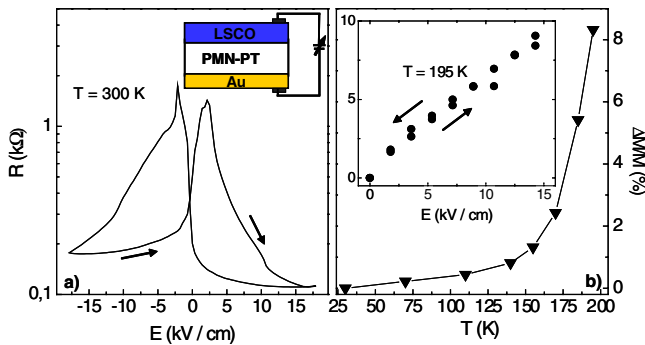 LSCO
PMN-PT
Au
T = 300 K
R (kΩ)
1
0,1
-15 -10 -5 0 5 10 15
E (kV / cm)
a)
10
5
0
T = 195 K
0 5 10 15
E (kV / cm)
8
6
4
2
0
ΔM/M (%)
b)
25 50 75 100 125 150 175 200
T (K)